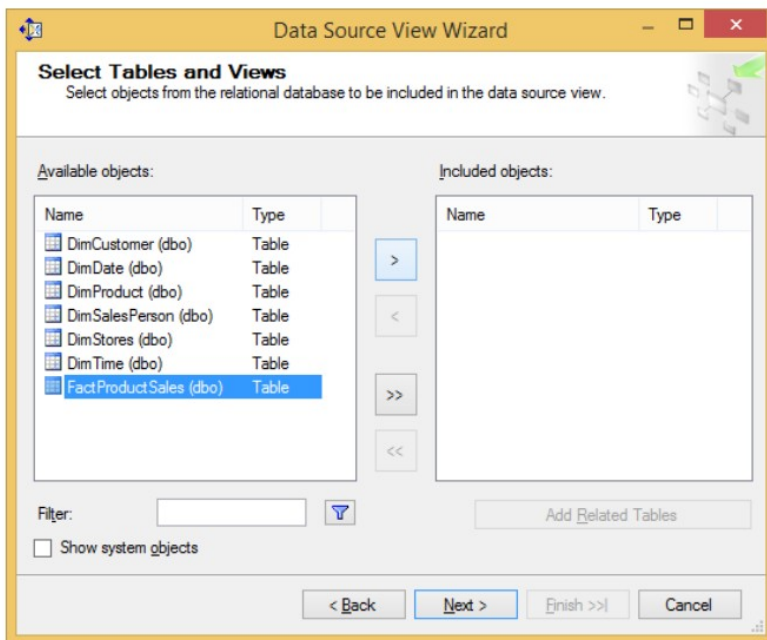 Data Source View Wizard
Select Tables and Views
Select objects from the relational database to be included in the data source view.
Available objects:
Included objects:
Name Type
Name Type
DimCustomer (dbo) Table
DimDate (dbo) Table
DimProduct (dbo) Table
DimSalesPerson (dbo) Table
DimStores (dbo) Table
DimTime (dbo) Table
FactProductSales (dbo) Table
>
<
>>
<<
Filter:
Add Related Tables
Show system objects
< Back Next > Finish >>| Cancel